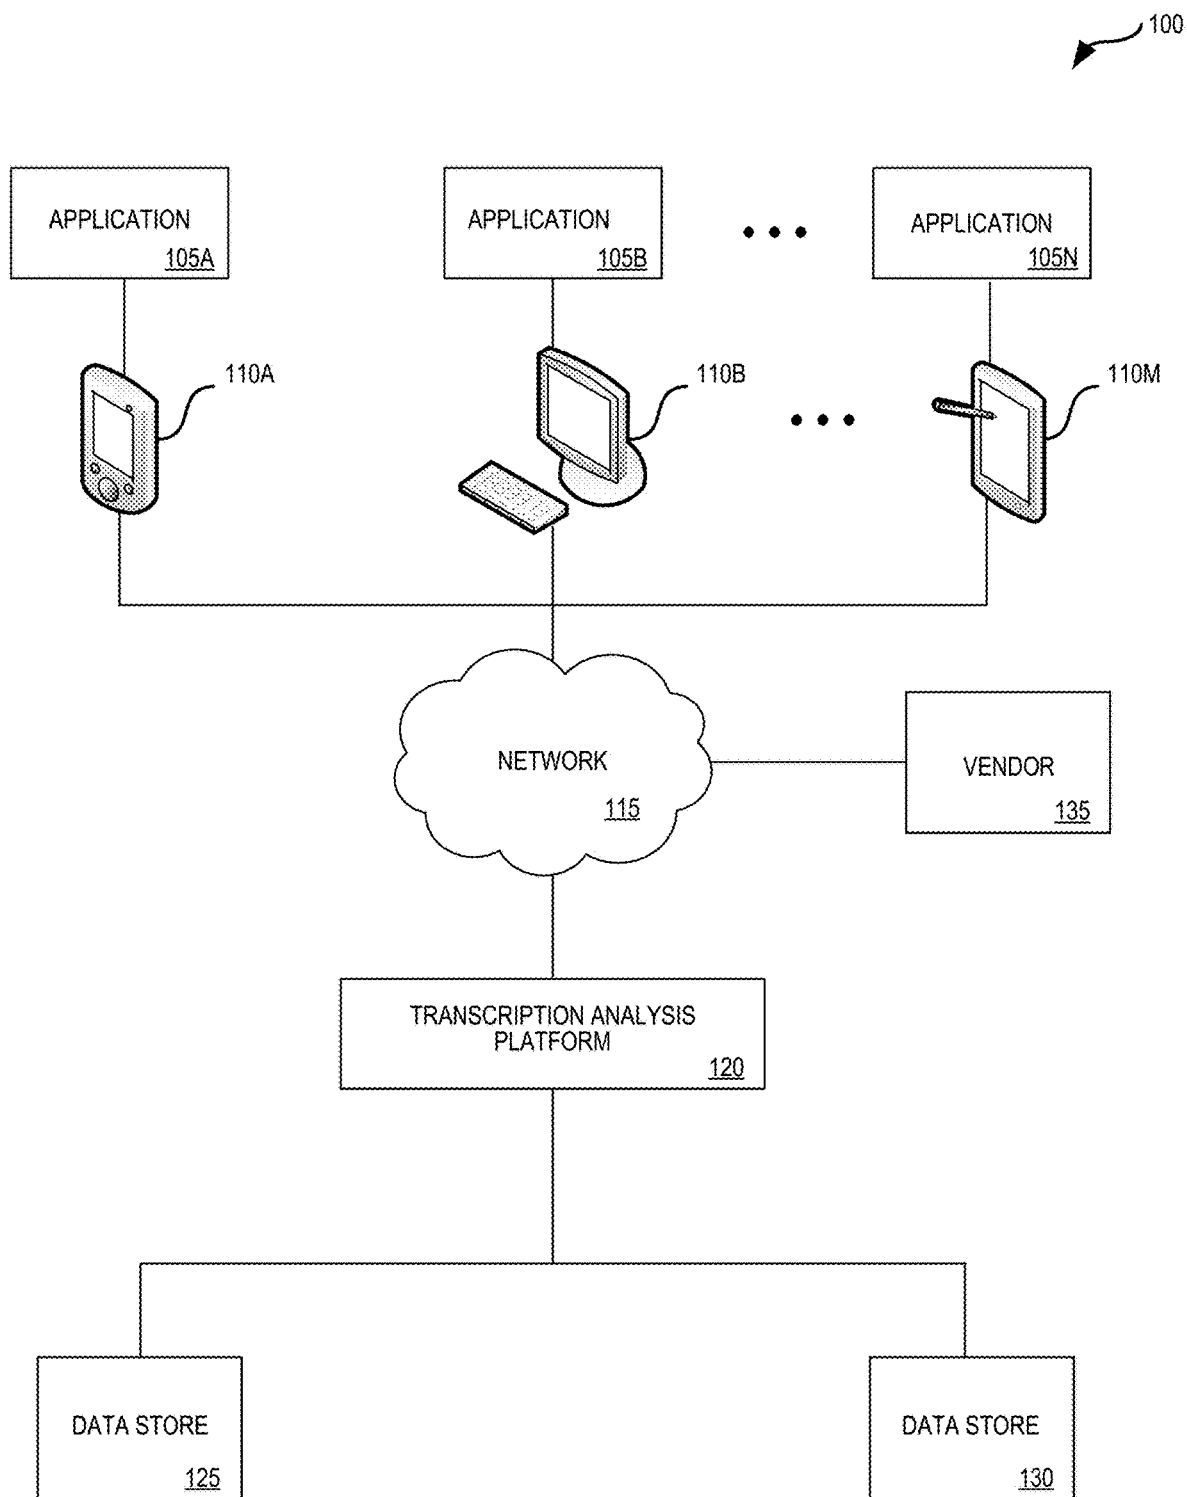 100
APPLICATION
105A
APPLICATION
105B
APPLICATION
105N
110A
110B
110M
NETWORK
115
VENDOR
135
TRANSCRIPTION ANALYSIS
PLATFORM
120
DATA STORE
125
DATA STORE
130